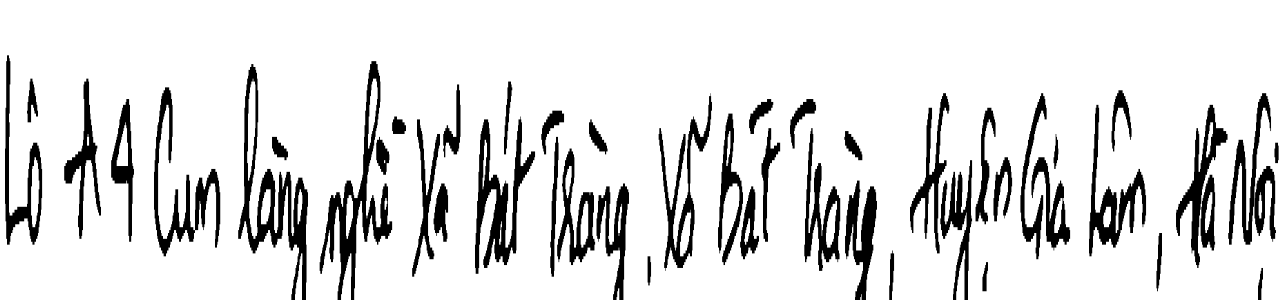 Lô A4 Cụm làng nghề Xã Bát Tràng, Xã Bát Tràng, Huyện Gia Lâm, Hà Nội